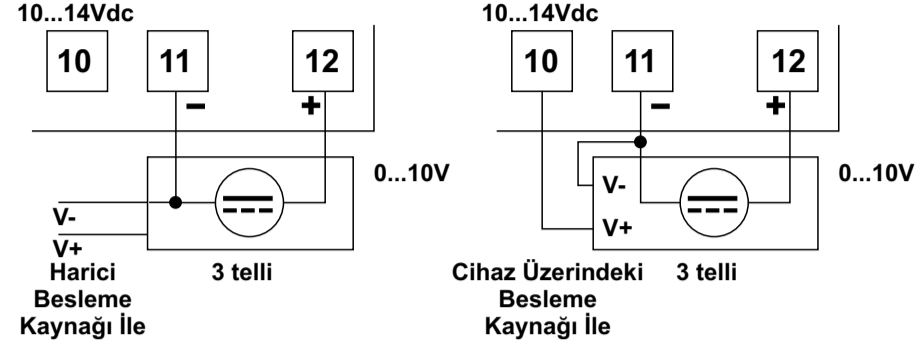 10...14Vdc
10
11
12
–
+
0...10V
V-
V+
Harici
Besleme
Kaynağı İle
3 telli
10...14Vdc
10
11
12
–
+
0...10V
V-
V+
Cihaz Üzerindeki
Besleme
Kaynağı İle
3 telli